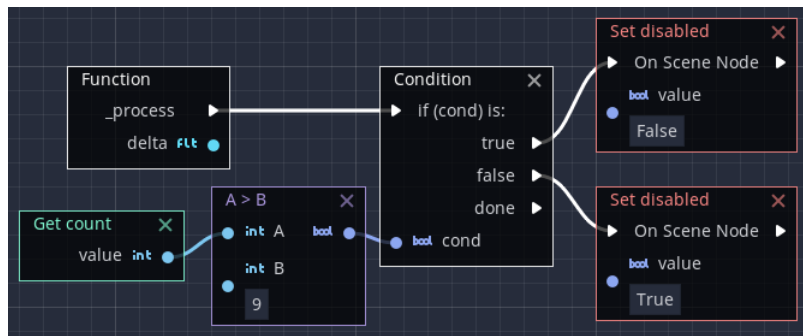 Function
_process
delta flt
Get count
value int
A > B
int A bool
int B
9
Condition
if (cond) is:
true
false
done
bool cond
Set disabled
On Scene Node
bool value
False
Set disabled
On Scene Node
bool value
True